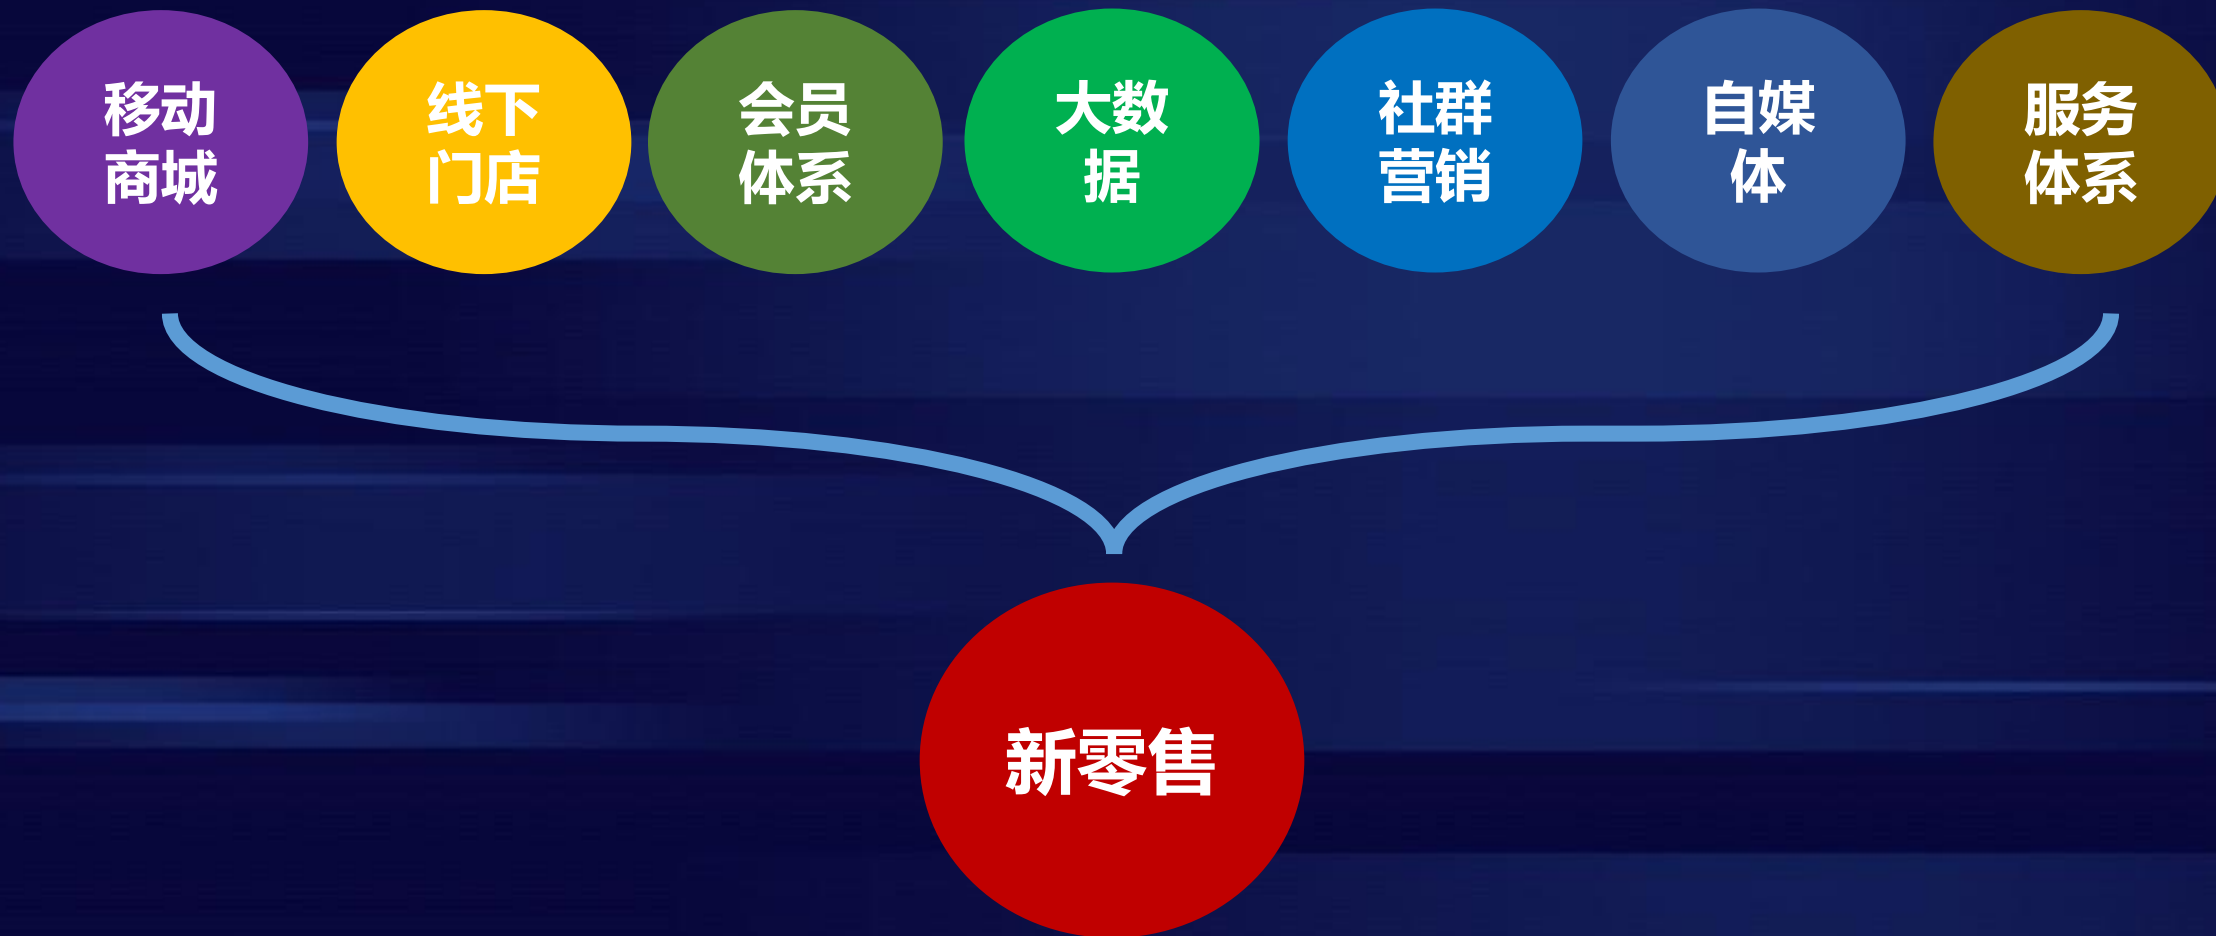 移动
商城
线下
门店
会员
体系
大数
据
社群
营销
自媒
体
服务
体系
新零售